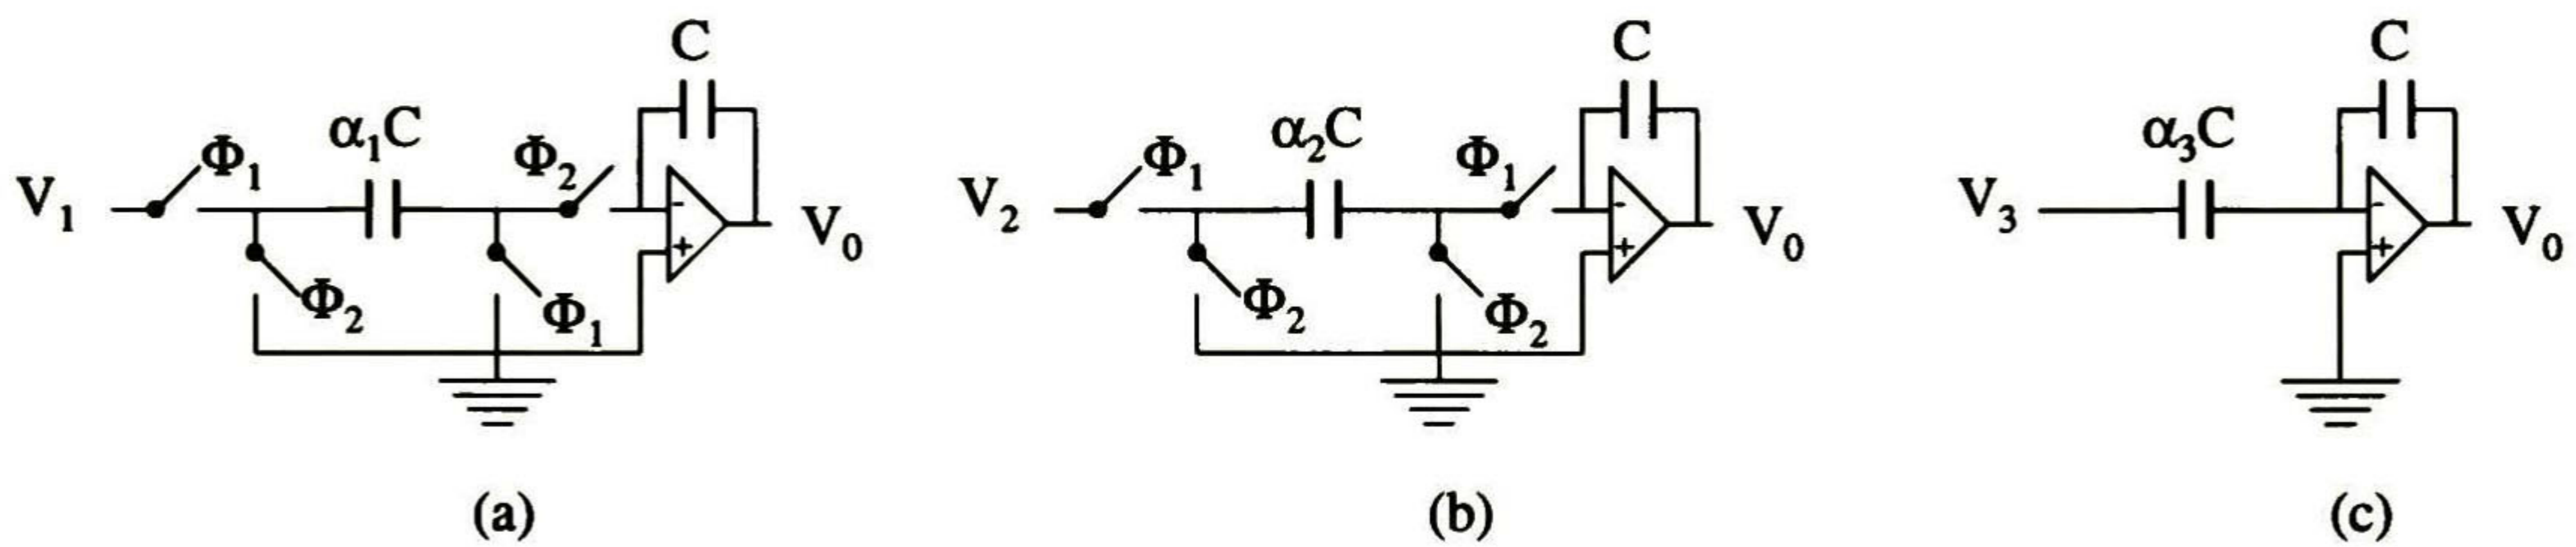 C C C
α₁C α₂C α₃C
Φ₁ Φ₂ Φ₁ Φ₁
V₁ - V₀ V₂ - V₀ V₃ - V₀
+ + +
Φ₂ Φ₁ Φ₂ Φ₂
(a) (b) (c)